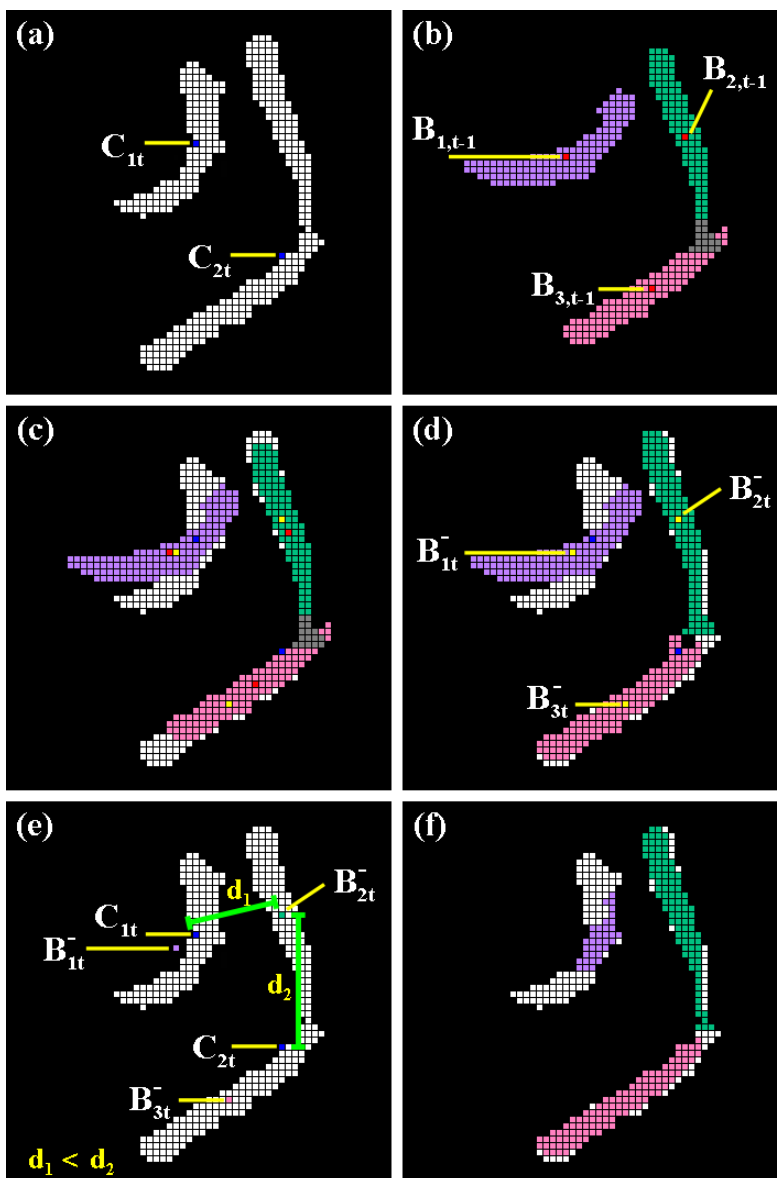 (a)
C1t
C2t
(b)
B2,t-1
B1,t-1
B3,t-1
(c)
(d)
B⁻2t
B⁻1t
B⁻3t
(e)
B⁻2t
d1
C1t
B⁻1t
d2
C2t
B⁻3t
d1 < d2
(f)